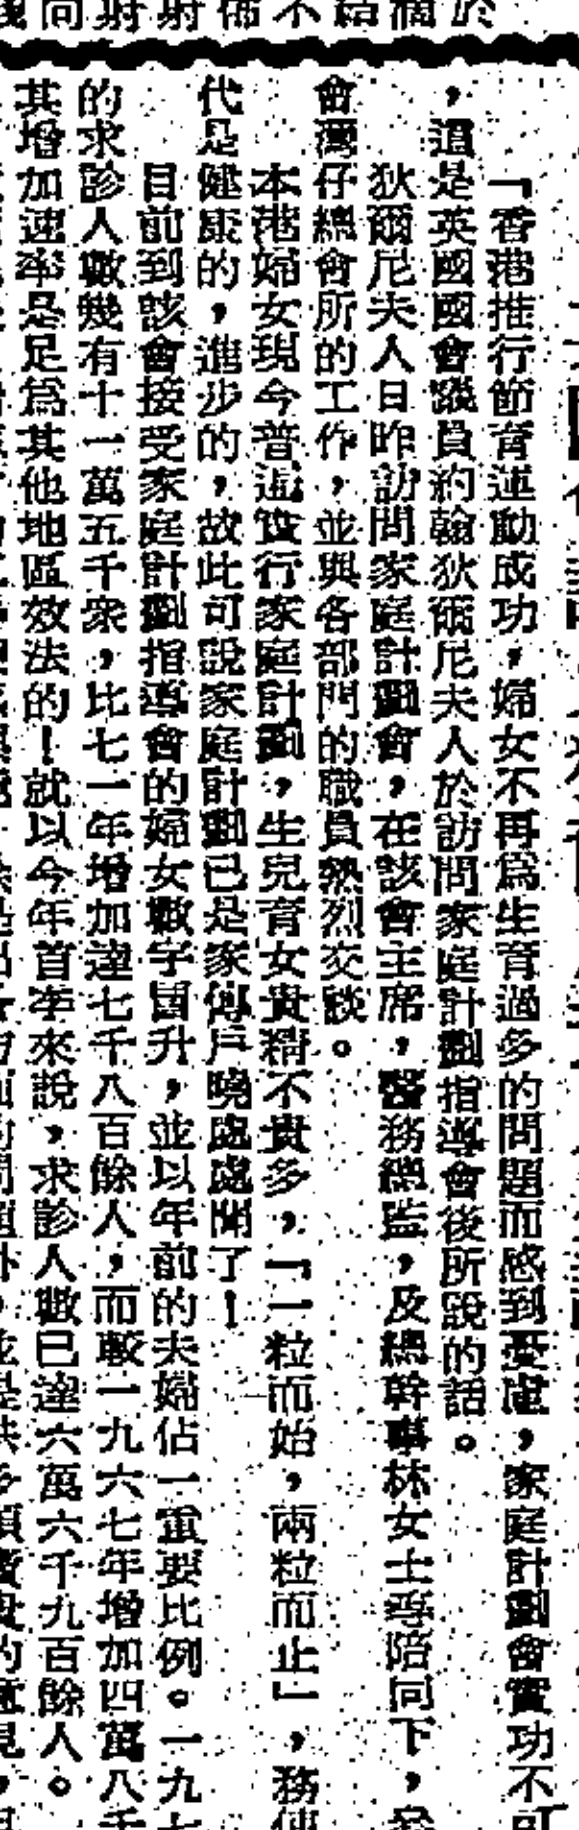 「香港推行節育運動成功,婦女不再爲生育過多的問題而感到憂慮,家庭計劃會實功不可
,這是英國國會議員約翰狄爾尼夫人於訪問家庭計劃指導會後所說的話。
狄爾尼夫人日昨訪問家庭計劃會,在該會主席,醫務總監,及總幹事林女士等陪同下,參
會灣仔總會所的工作,並與各部門的職員熱烈交談。
本港婦女現今普遍實行家庭計劃,生兒育女貴精不貴多,「一粒而始,兩粒而止」,務使
代是健康的,進步的,故此可說家庭計劃已是家傳戶曉處處聞了!
目前到該會接受家庭計劃指導會的婦女數字固升,並以年前的夫婦佔一重要比例。一九七
的求診人數幾有十一萬五千衆,比七一年增加達七千八百餘人,而較一九六七年增加四萬八千
其增加速率是足爲其他地區效法的!就以今年首季來說,求診人數已達六萬六千九百餘人。